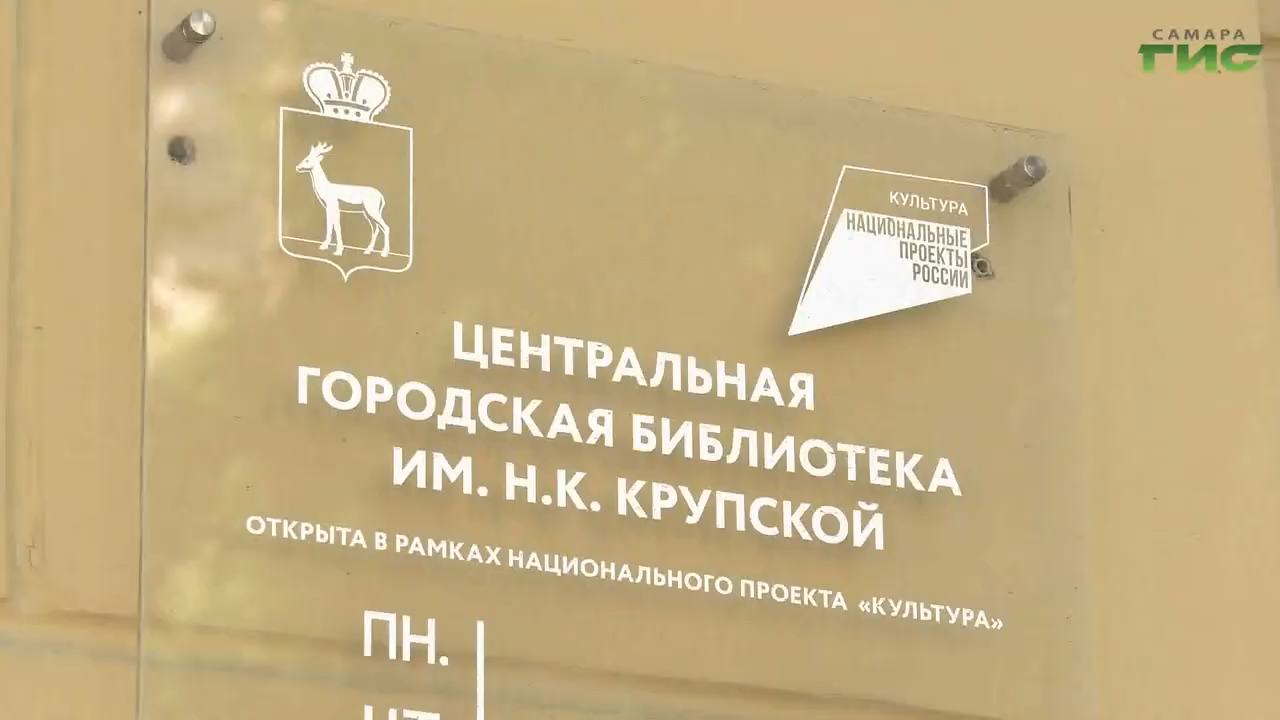 САМАРА
ГИС
КУЛЬТУРА
НАЦИОНАЛЬНЫЕ
ПРОЕКТЫ
РОССИИ
ЦЕНТРАЛЬНАЯ
ГОРОДСКАЯ БИБЛИОТЕКА
ИМ. Н.К. КРУПСКОЙ
ОТКРЫТА В РАМКАХ НАЦИОНАЛЬНОГО ПРОЕКТА «КУЛЬТУРА»
ПН.